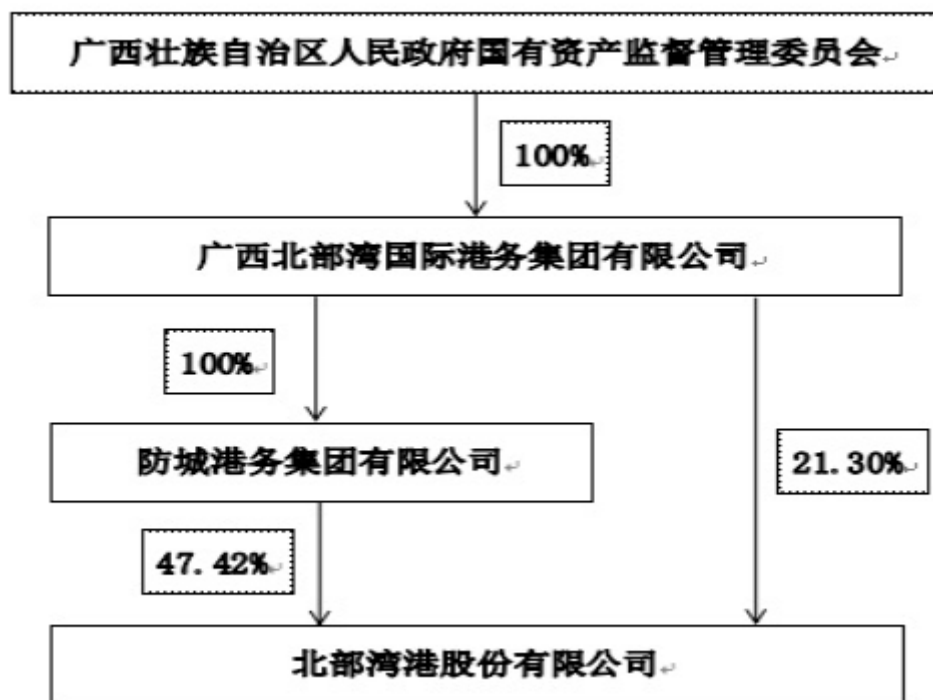 广西壮族自治区人民政府国有资产监督管理委员会
100%
广西北部湾国际港务集团有限公司
100%
防城港务集团有限公司
21.30%
47.42%
北部湾港股份有限公司